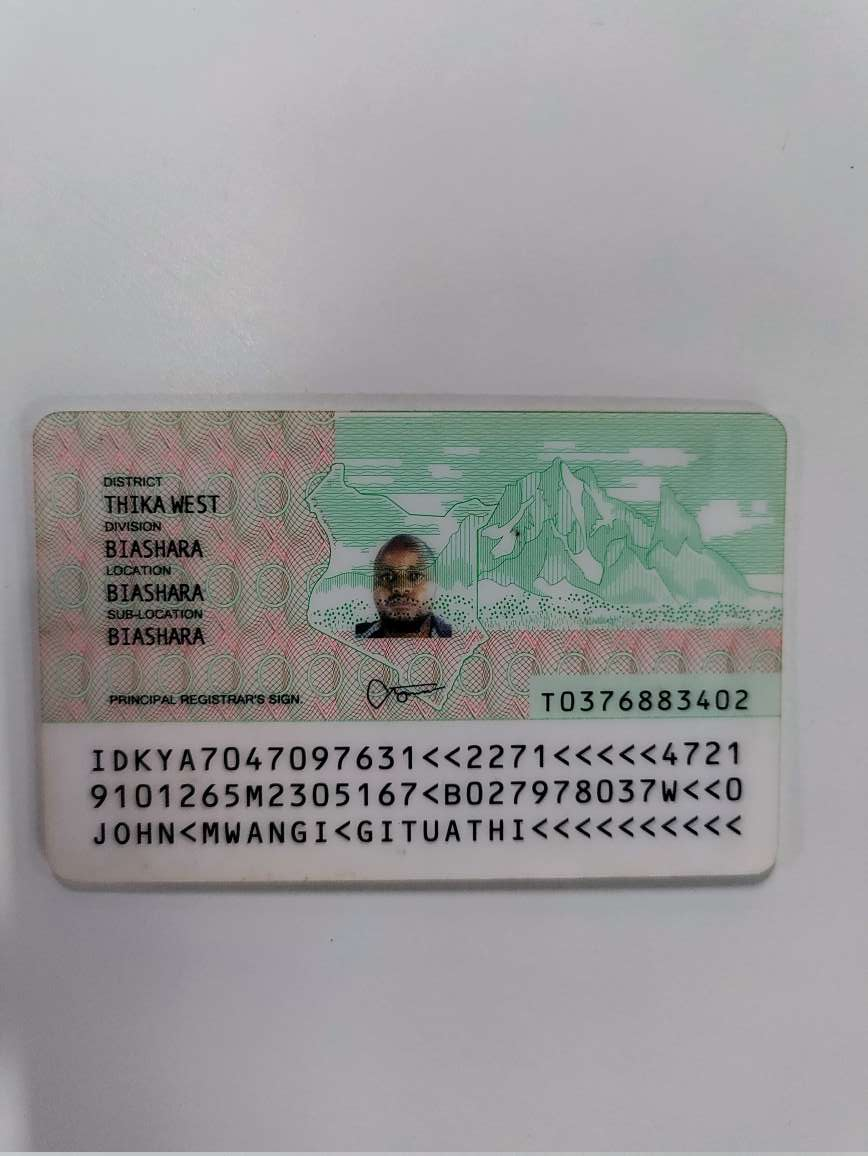 DISTRICT
THIKA WEST
DIVISION
BIASHARA
LOCATION
BIASHARA
SUB-LOCATION
BIASHARA
PRINCIPAL REGISTRAR'S SIGN.
T0376883402
IDKYA7047097631<<2271<<<<<4721
9101265M2305167<B027978037W<<0
JOHN<MWANGI<GITUATHI<<<<<<<<<<